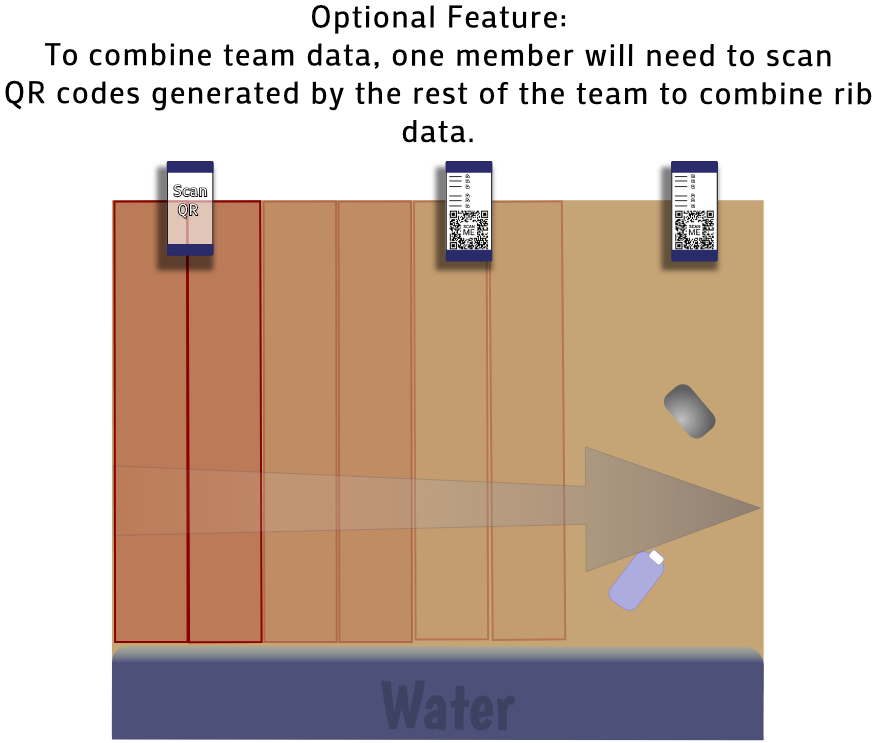 Optional Feature:
To combine team data, one member will need to scan
QR codes generated by the rest of the team to combine rib
data.
Scan
QR
SCAN
ME
SCAN
ME
Water